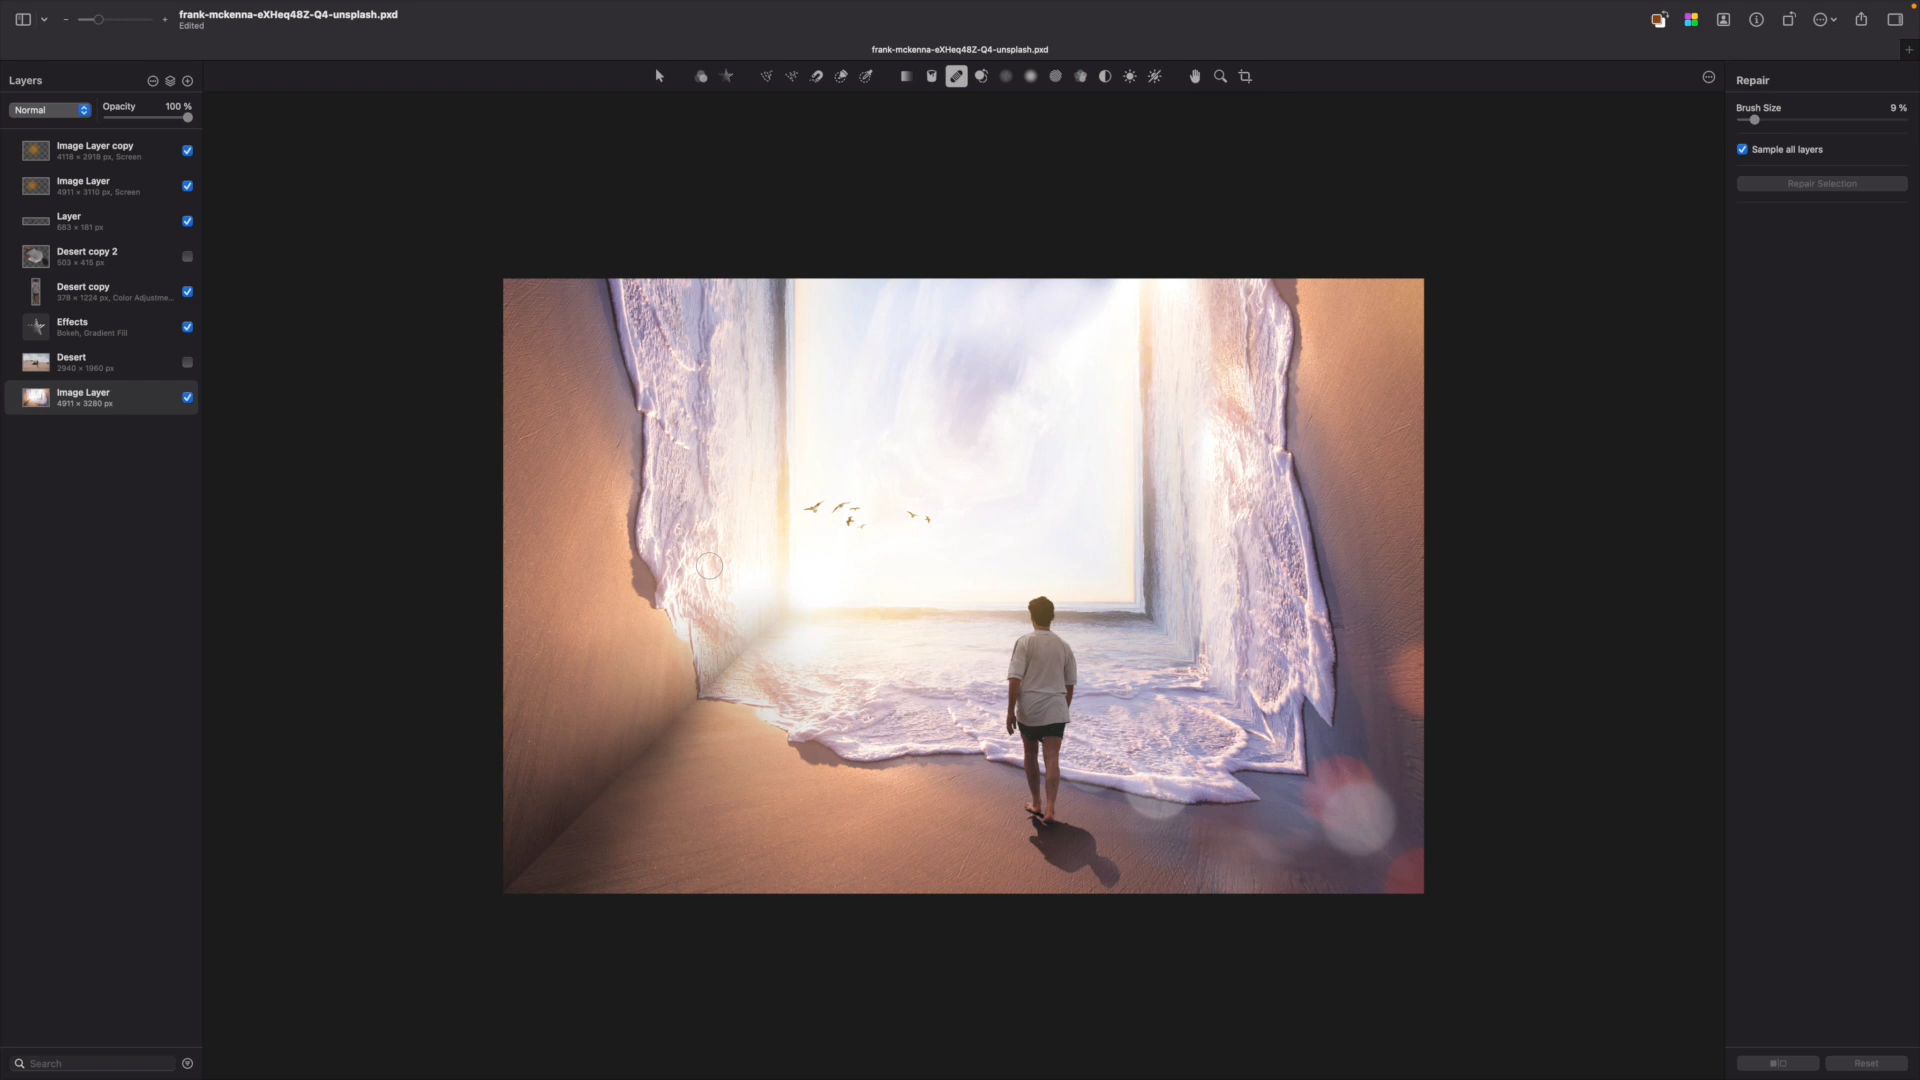 frank-mckenna-eXHeq48Z-Q4-unsplash.pxd
Edited
frank-mckenna-eXHeq48Z-Q4-unsplash.pxd
Layers
Normal
Opacity 100 %
Image Layer copy
4118 × 2918 px, Screen
Image Layer
4911 × 3110 px, Screen
Layer
683 × 181 px
Desert copy 2
503 × 415 px
Desert copy
378 × 1224 px, Color Adjustme...
Effects
Bokeh, Gradient Fill
Desert
2940 × 1960 px
Image Layer
4911 × 3280 px
Search
Repair
Brush Size 9 %
Sample all layers
Repair Selection
Reset